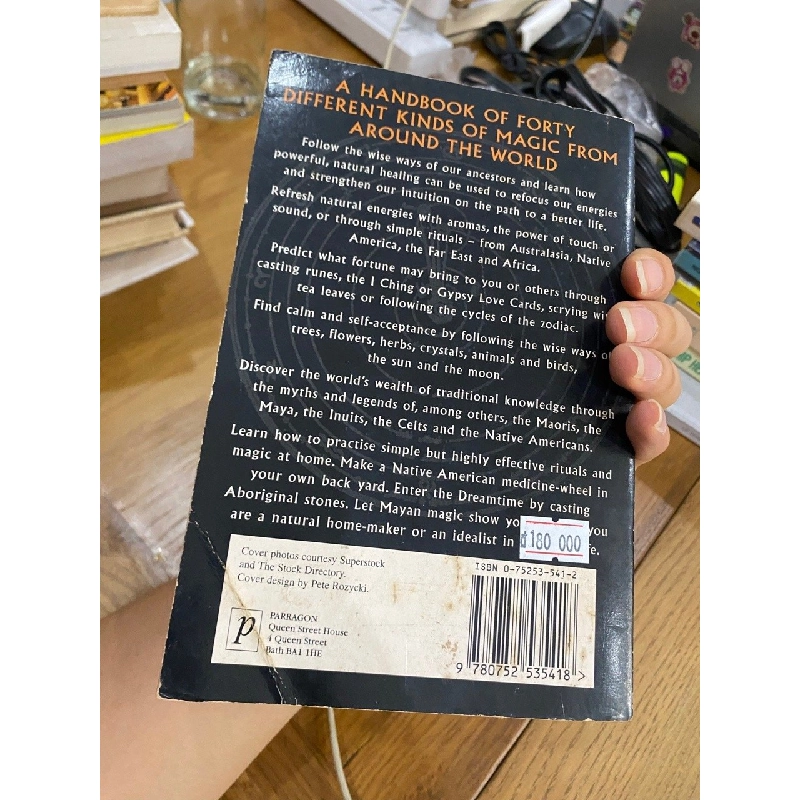 A HANDBOOK OF FORTY
DIFFERENT KINDS OF MAGIC FROM
AROUND THE WORLD
Follow the wise ways of our ancestors and learn how
powerful, natural healing can be used to refocus our energies
and strengthen our intuition on the path to a better life.
Refresh natural energies with aromas, the power of touch or
sound, or through simple rituals – from Australasia, Native
America, the Far East and Africa.
Predict what fortune may bring to you or others through
casting runes, the I Ching or Gypsy Love Cards, scrying wi
tea leaves or following the cycles of the zodiac.
Find calm and self-acceptance by following the wise ways o
trees, flowers, herbs, crystals, animals and birds,
the sun and the moon.
Discover the world's wealth of traditional knowledge through
the myths and legends of, among others, the Maoris, the
Maya, the Inuits, the Celts and the Native Americans.
Learn how to practise simple but highly effective rituals and
magic at home. Make a Native American medicine-wheel in
your own back yard. Enter the Dreamtime by casting
Aboriginal stones. Let Mayan magic show yo you
are a natural home-maker or an idealist in fe.
đ180 000
Cover photos courtesy Superstock
and The Stock Directory.
Cover design by Pete Rozycki.
p
PARRAGON
Queen Street House
4 Queen Street
Bath BA1 1HE
ISBN 0-75253-541-2
9 780752 535418 >